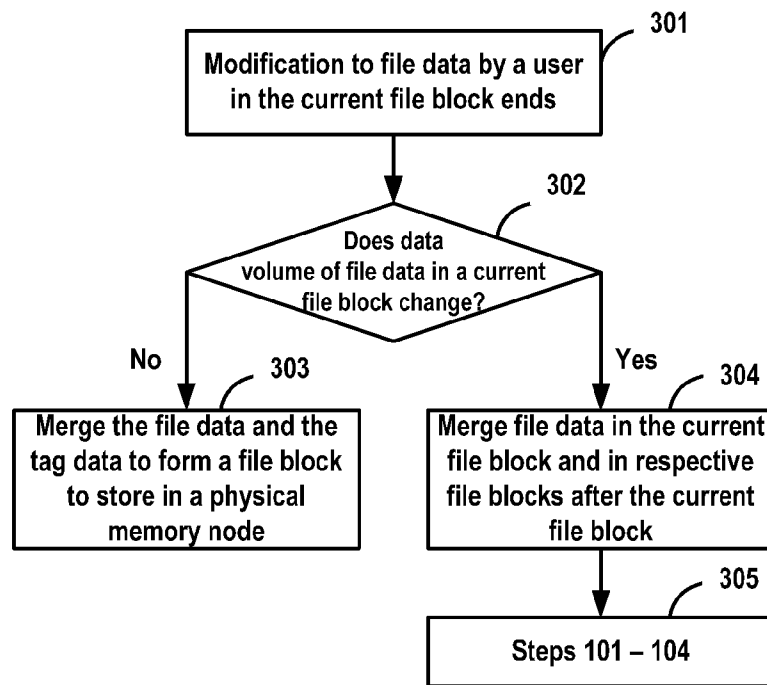 301
Modification to file data by a user
in the current file block ends
302
Does data
volume of file data in a current
file block change?
No
Yes
303
Merge the file data and the
tag data to form a file block
to store in a physical
memory node
304
Merge file data in the current
file block and in respective
file blocks after the current
file block
305
Steps 101 – 104